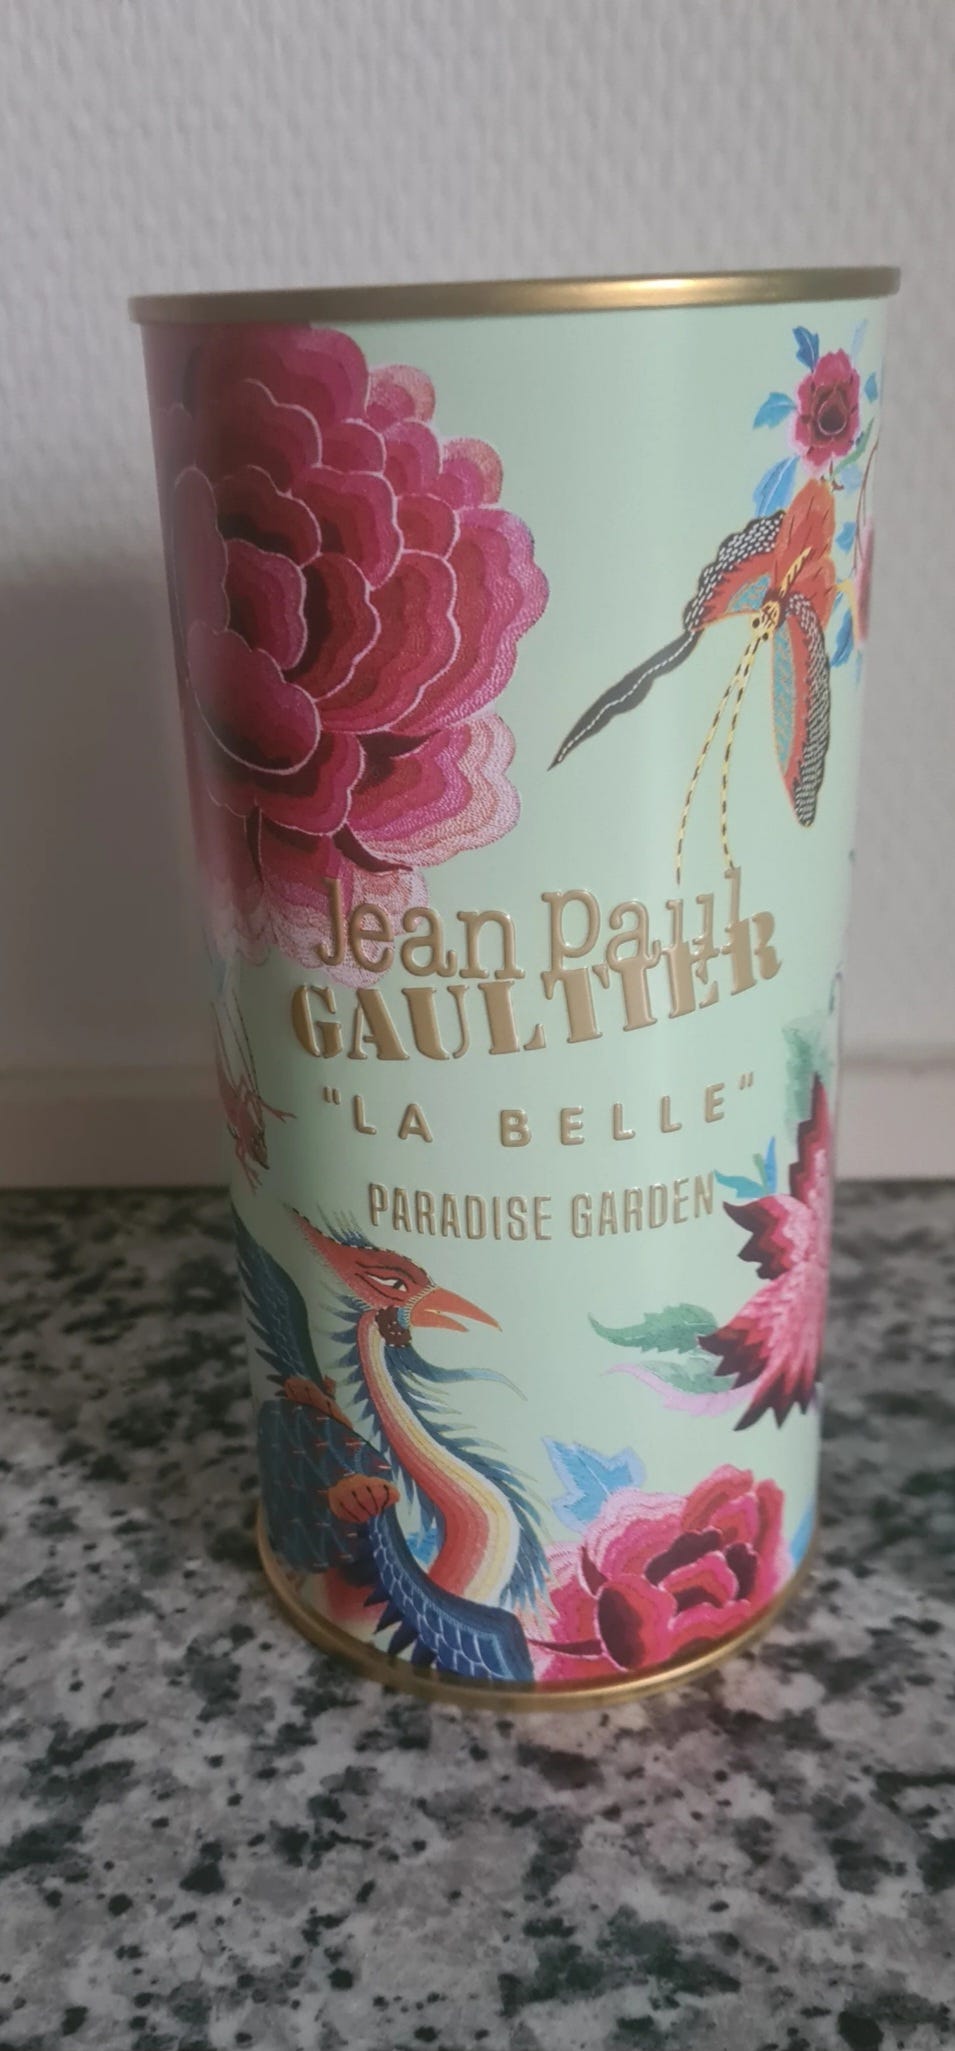 Jean Paul
GAULTIER
"LA BELLE"
PARADISE GARDEN